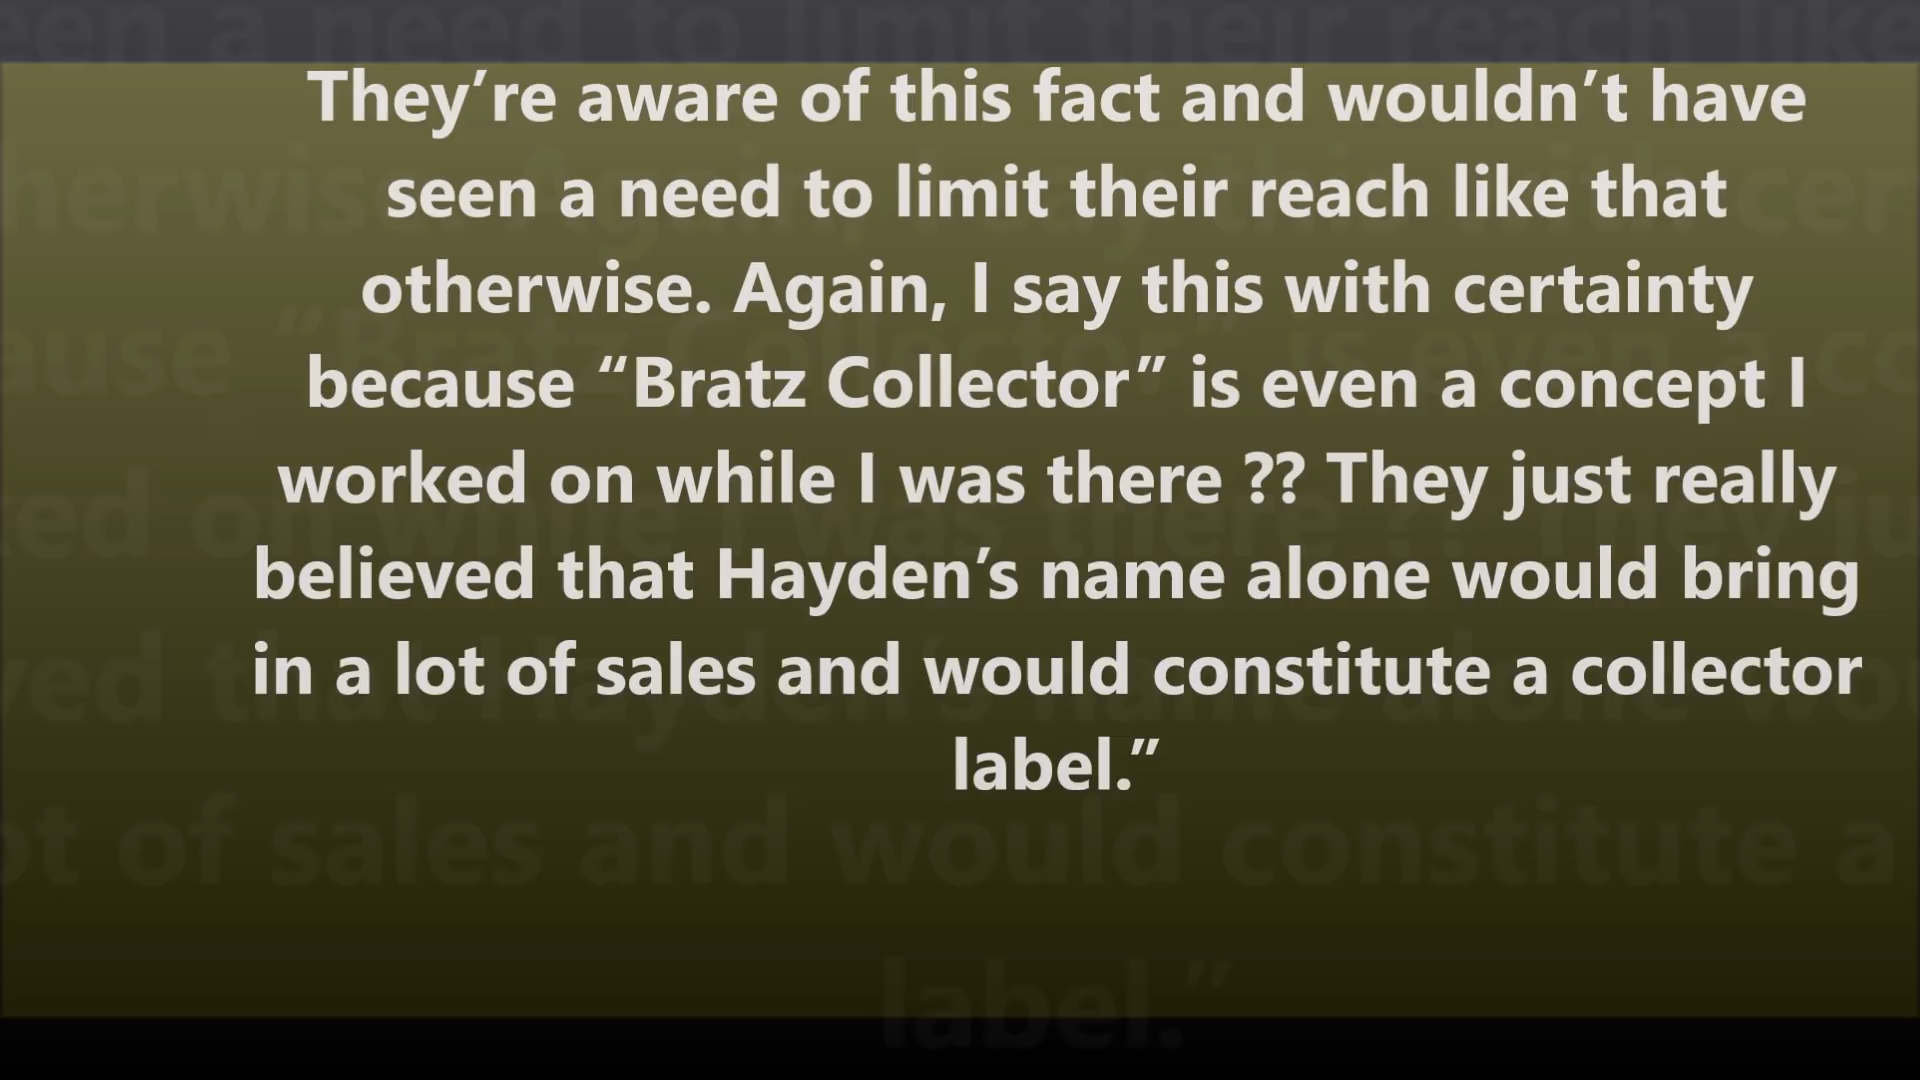 They’re aware of this fact and wouldn’t have
seen a need to limit their reach like that
otherwise. Again, I say this with certainty
because “Bratz Collector” is even a concept I
worked on while I was there ?? They just really
believed that Hayden’s name alone would bring
in a lot of sales and would constitute a collector
label.”